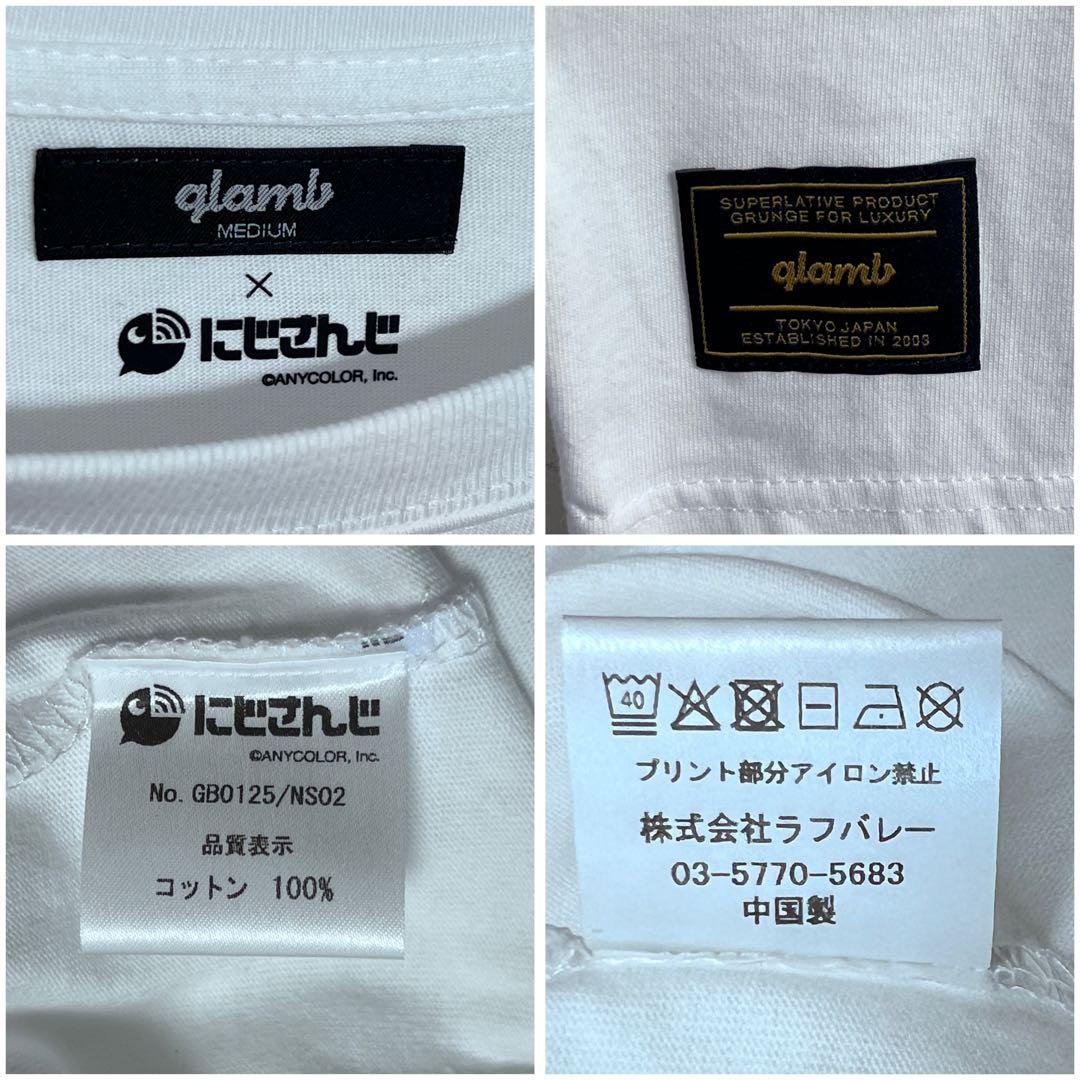 glamb
MEDIUM
×
にじさんじ
©ANYCOLOR, Inc.
SUPERLATIVE PRODUCT
GRUNGE FOR LUXURY
glamb
TOKYO JAPAN
ESTABLISHED IN 2003
にじさんじ
©ANYCOLOR, Inc.
No. GB0125/NS02
品質表示
コットン 100%
40
プリント部分アイロン禁止
株式会社ラフバレー
03-5770-5683
中国製